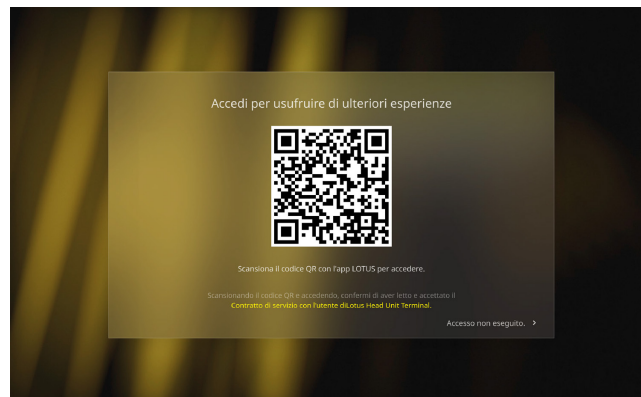 Accedi per usufruire di ulteriori esperienze
Scansiona il codice QR con l'app LOTUS per accedere.
Scansionando il codice QR e accedendo, confermi di aver letto e accettato il
Contratto di servizio con l'utente diLotus Head Unit Terminal.
Accesso non eseguito. >